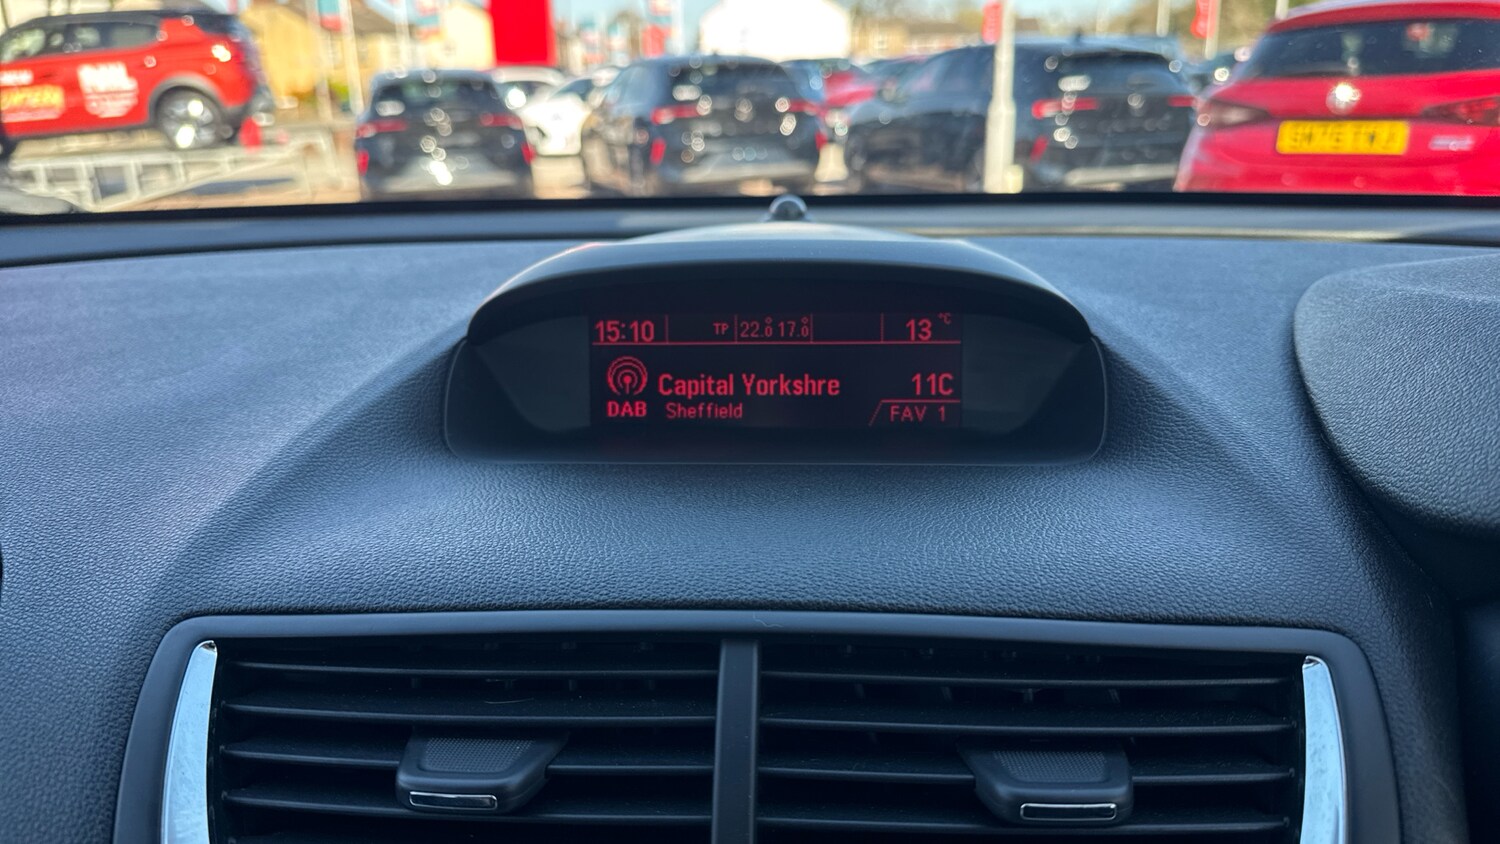 15:10 TP 22.0° 17.0° 13 °C
Capital Yorkshre 11C
DAB Sheffield FAV 1